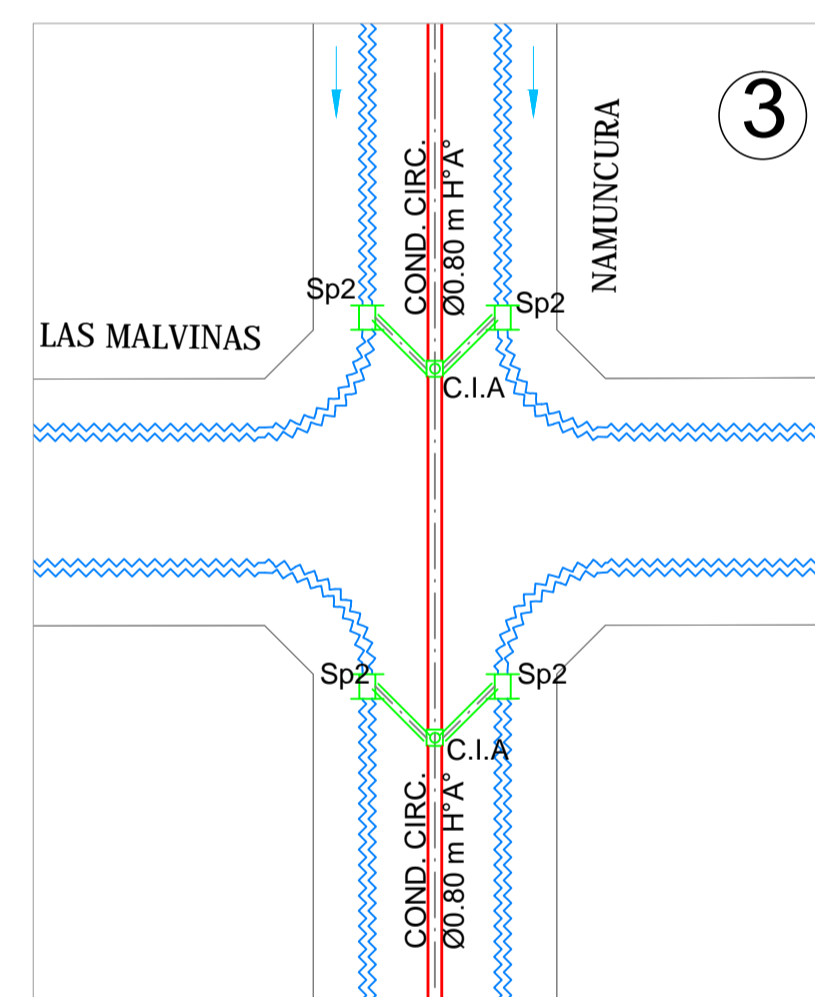 3
NAMUNCURA
COND. CIRC.
Ø0.80 m H°A°
Sp2
Sp2
LAS MALVINAS
C.I.A
Sp2
Sp2
C.I.A
COND. CIRC.
Ø0.80 m H°A°